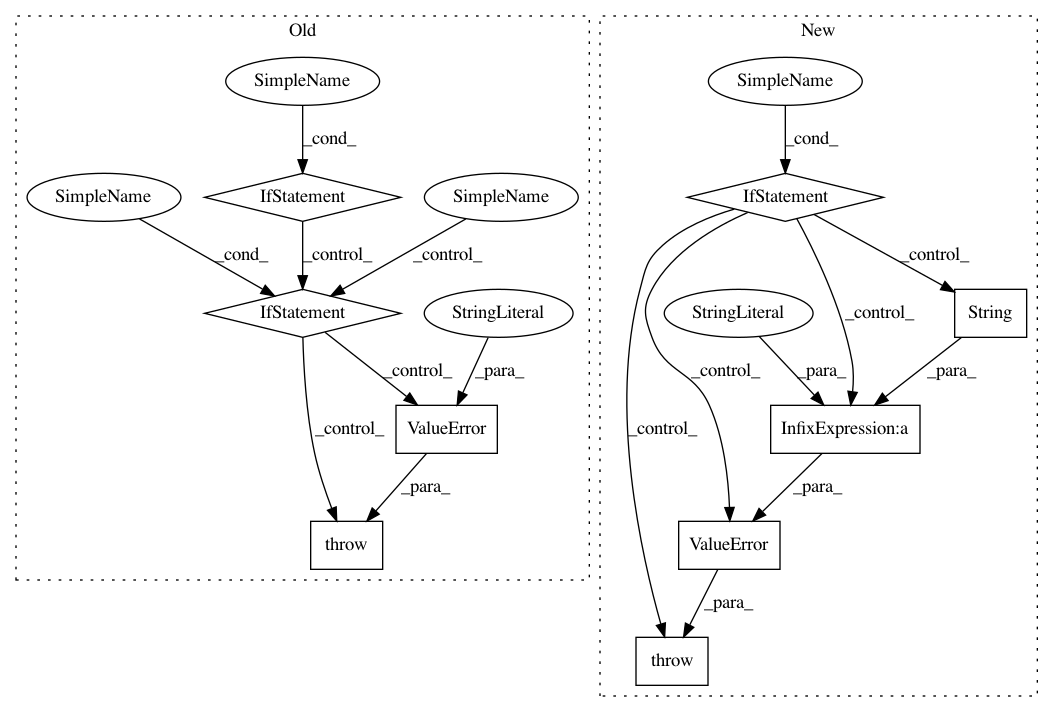 Old
New
SimpleName
SimpleName
_cond_
_cond_
SimpleName
IfStatement
SimpleName
IfStatement
_cond_
_control_
_control_
_control_
IfStatement
StringLiteral
StringLiteral
_control_
String
_control_
_para_
_control_
_para_
_para_
_control_
ValueError
_control_
InfixExpression:a
_para_
_para_
throw
ValueError
_para_
throw